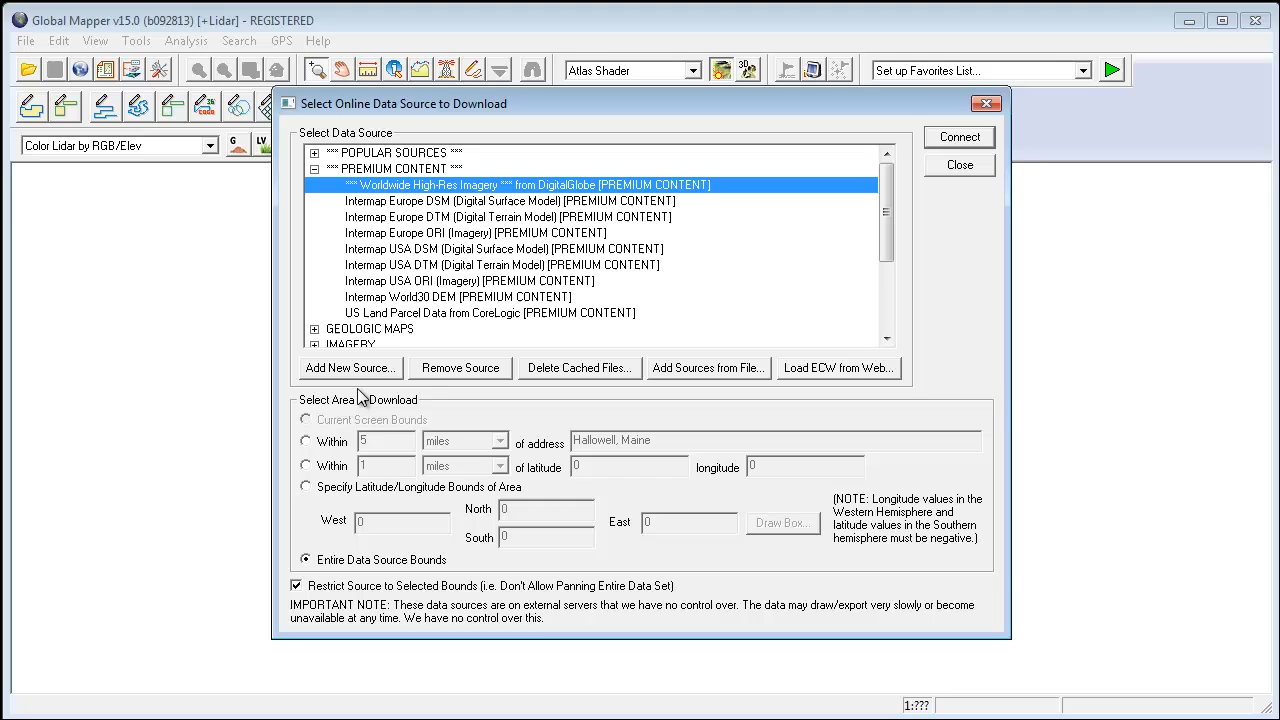 Global Mapper v15.0 (b092813) [+Lidar] - REGISTERED
File Edit View Tools Analysis Search GPS Help
Atlas Shader
3D
Set up Favorites List...
Color Lidar by RGB/Elev
G
LV
Select Online Data Source to Download
Select Data Source
Connect
Close
*** POPULAR SOURCES ***
*** PREMIUM CONTENT ***
*** Worldwide High-Res Imagery *** from DigitalGlobe [PREMIUM CONTENT]
Intermap Europe DSM (Digital Surface Model) [PREMIUM CONTENT]
Intermap Europe DTM (Digital Terrain Model) [PREMIUM CONTENT]
Intermap Europe ORI (Imagery) [PREMIUM CONTENT]
Intermap USA DSM (Digital Surface Model) [PREMIUM CONTENT]
Intermap USA DTM (Digital Terrain Model) [PREMIUM CONTENT]
Intermap USA ORI (Imagery) [PREMIUM CONTENT]
Intermap World30 DEM [PREMIUM CONTENT]
US Land Parcel Data from CoreLogic [PREMIUM CONTENT]
GEOLOGIC MAPS
IMAGERY
Add New Source... Remove Source Delete Cached Files... Add Sources from File... Load ECW from Web...
Select Area Download
Current Screen Bounds
Within 5 miles of address Hallowell, Maine
Within 1 miles of latitude 0 longitude 0
Specify Latitude/Longitude Bounds of Area
West 0 North 0 South 0 East 0 Draw Box...
(NOTE: Longitude values in the
Western Hemisphere and
latitude values in the Southern
hemisphere must be negative.)
Entire Data Source Bounds
Restrict Source to Selected Bounds (i.e. Don't Allow Panning Entire Data Set)
IMPORTANT NOTE: These data sources are on external servers that we have no control over. The data may draw/export very slowly or become
unavailable at any time. We have no control over this.
1:???